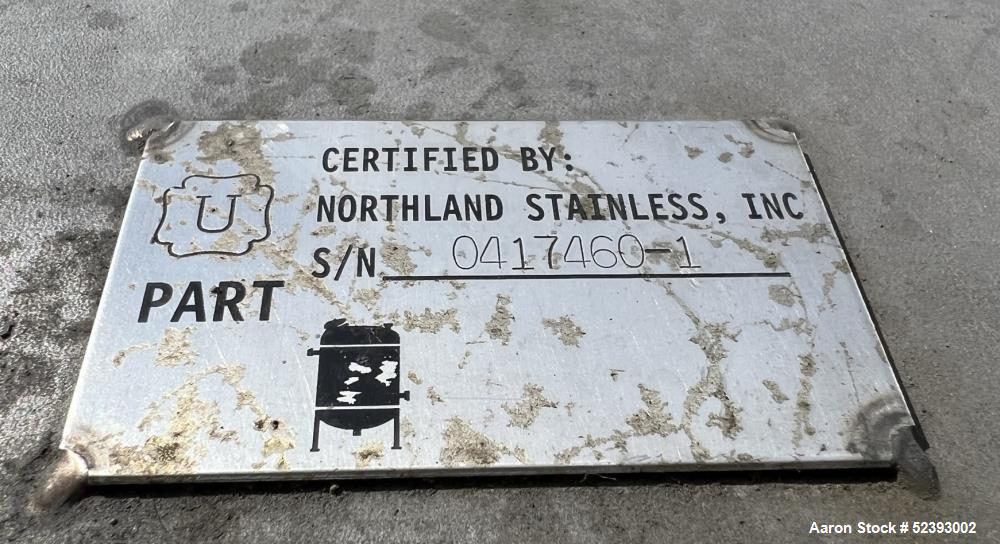 CERTIFIED BY:
U
NORTHLAND STAINLESS, INC
S/N 0417460-1
PART
Aaron Stock # 52393002